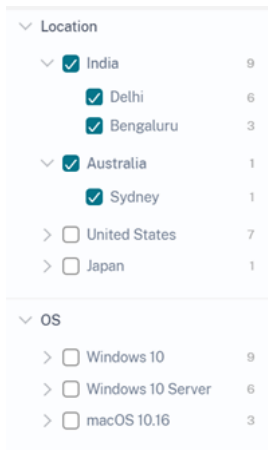 Location
India 9
Delhi 6
Bengaluru 3
Australia 1
Sydney 1
United States 7
Japan 1
OS
Windows 10 9
Windows 10 Server 6
macOS 10.16 3